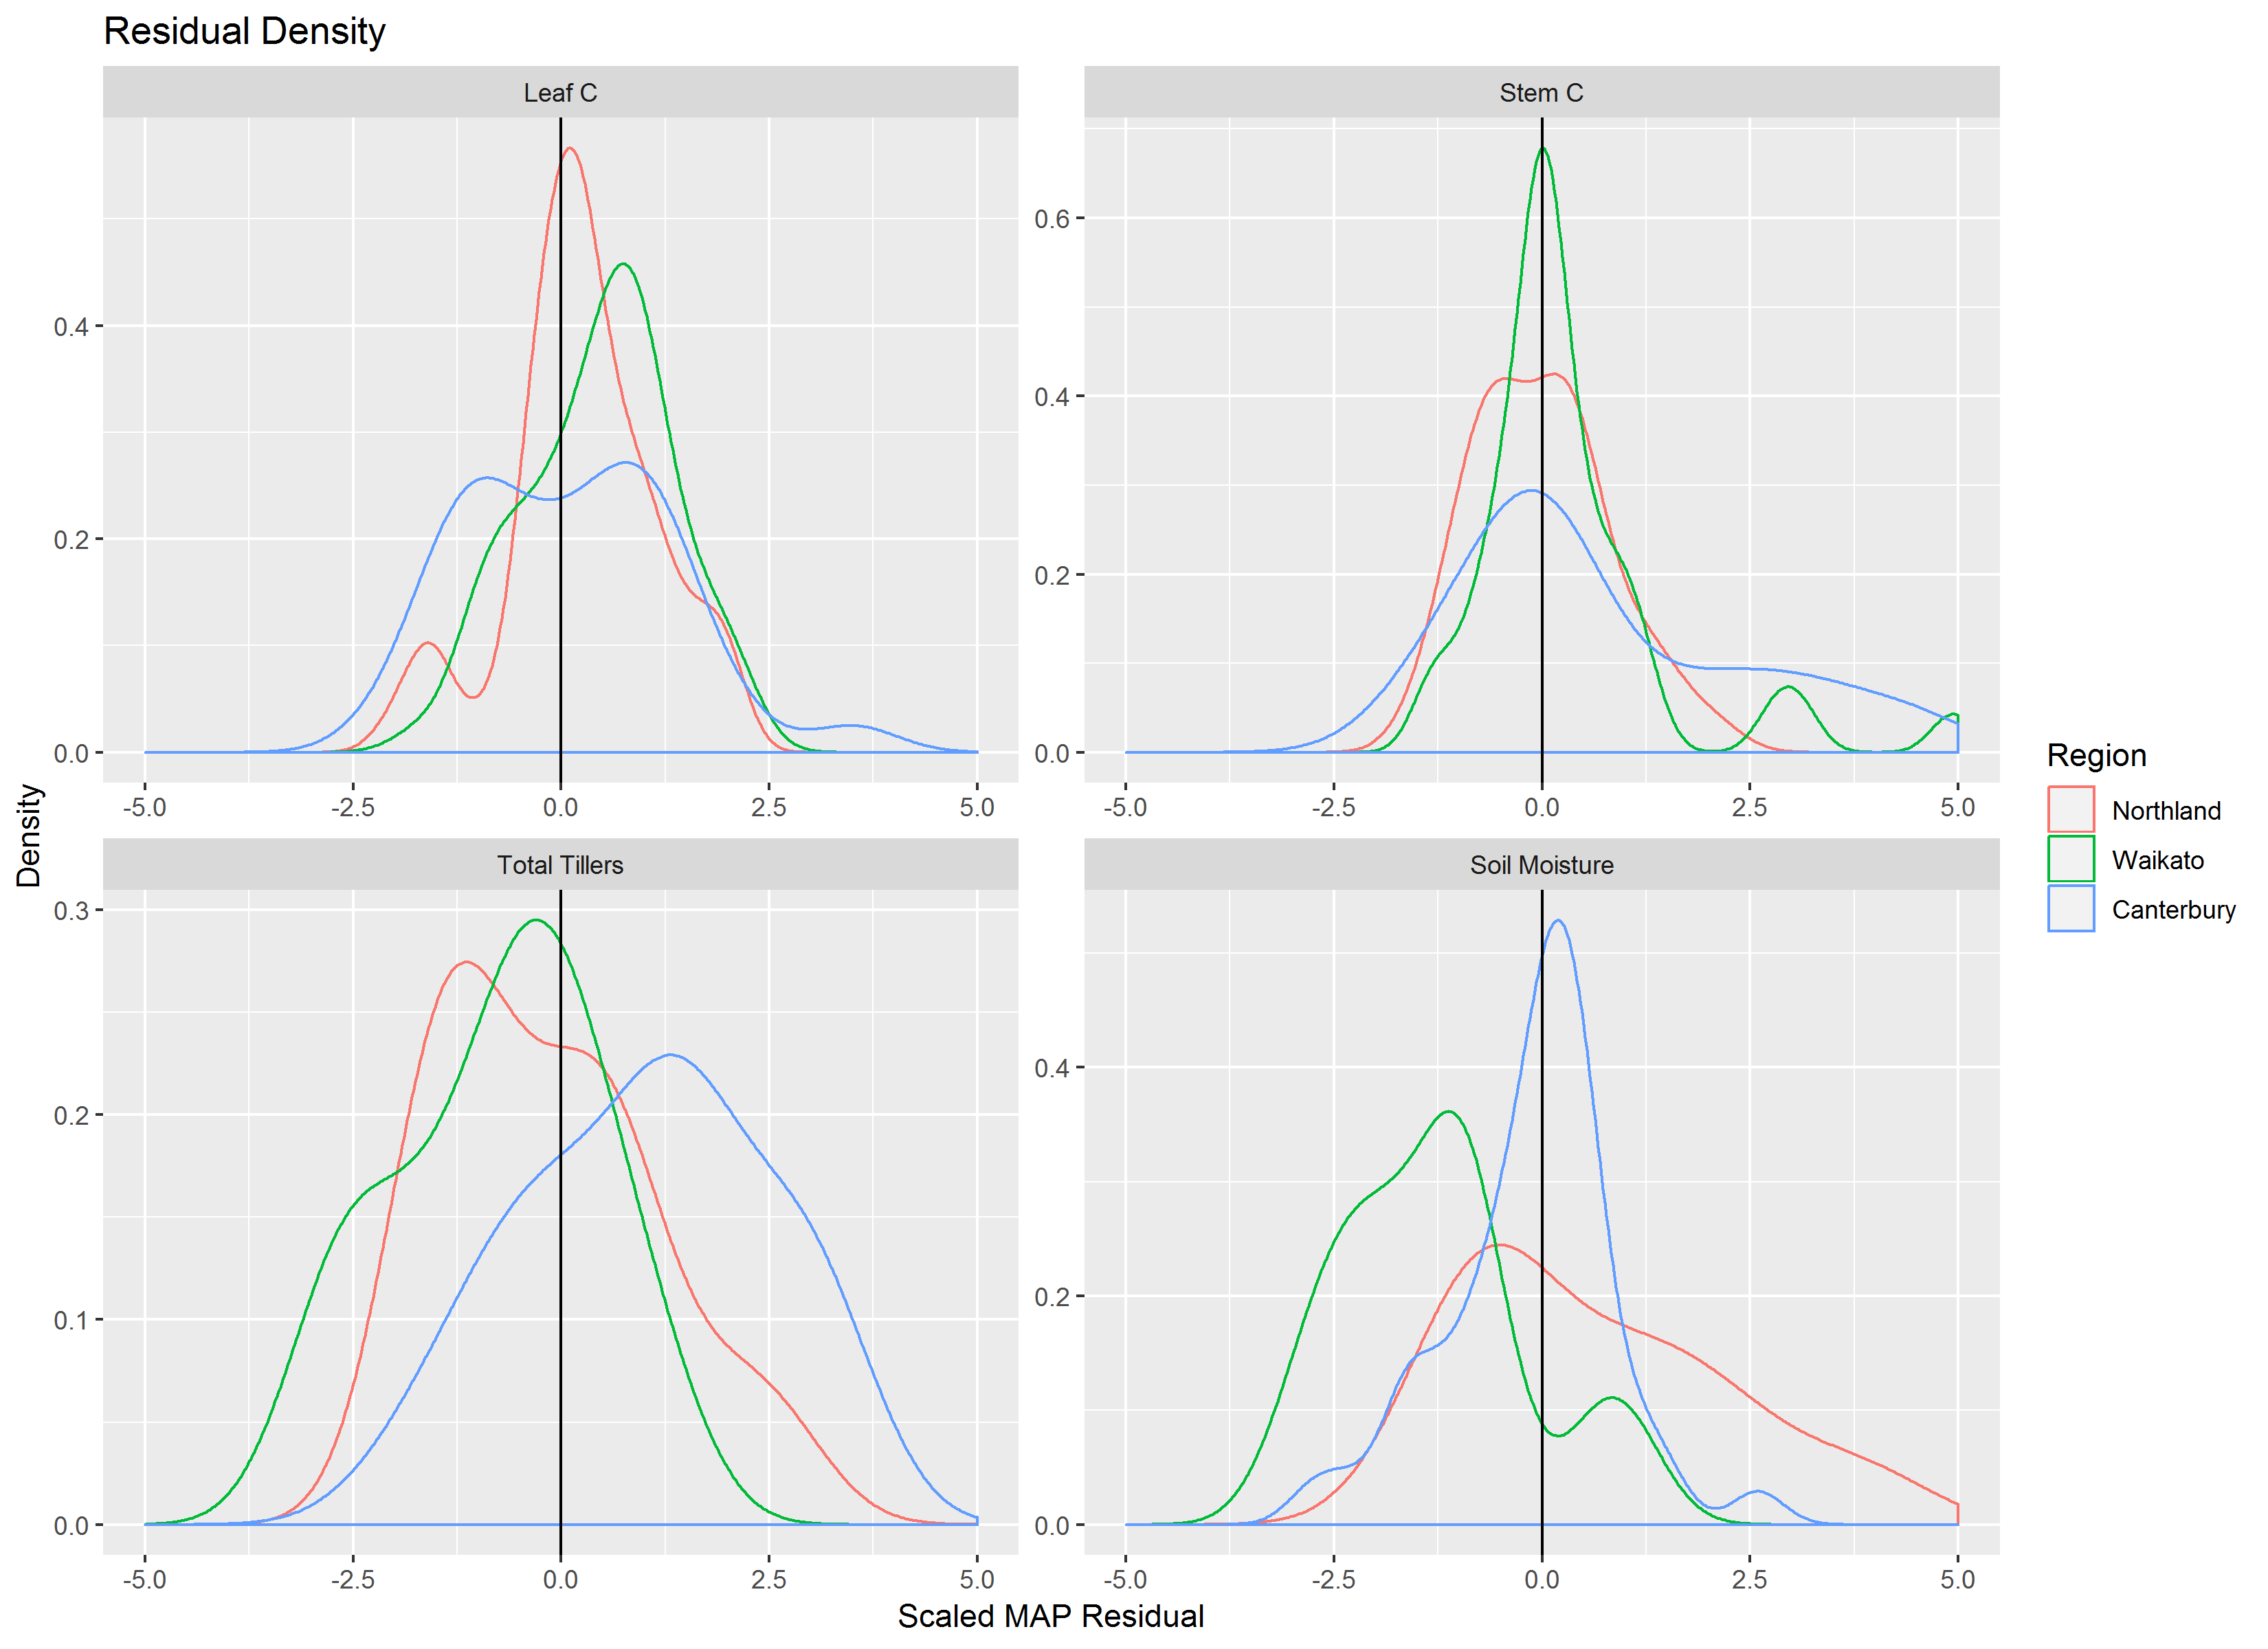 Residual Density
Leaf C
Stem C
0.4
0.2
0.0
0.6
0.4
0.2
0.0
-5.0 -2.5 0.0 2.5 5.0
-5.0 -2.5 0.0 2.5 5.0
Total Tillers
Soil Moisture
0.3
0.2
0.1
0.0
0.4
0.2
0.0
-5.0 -2.5 0.0 2.5 5.0
-5.0 -2.5 0.0 2.5 5.0
Density
Scaled MAP Residual
Region
Northland
Waikato
Canterbury